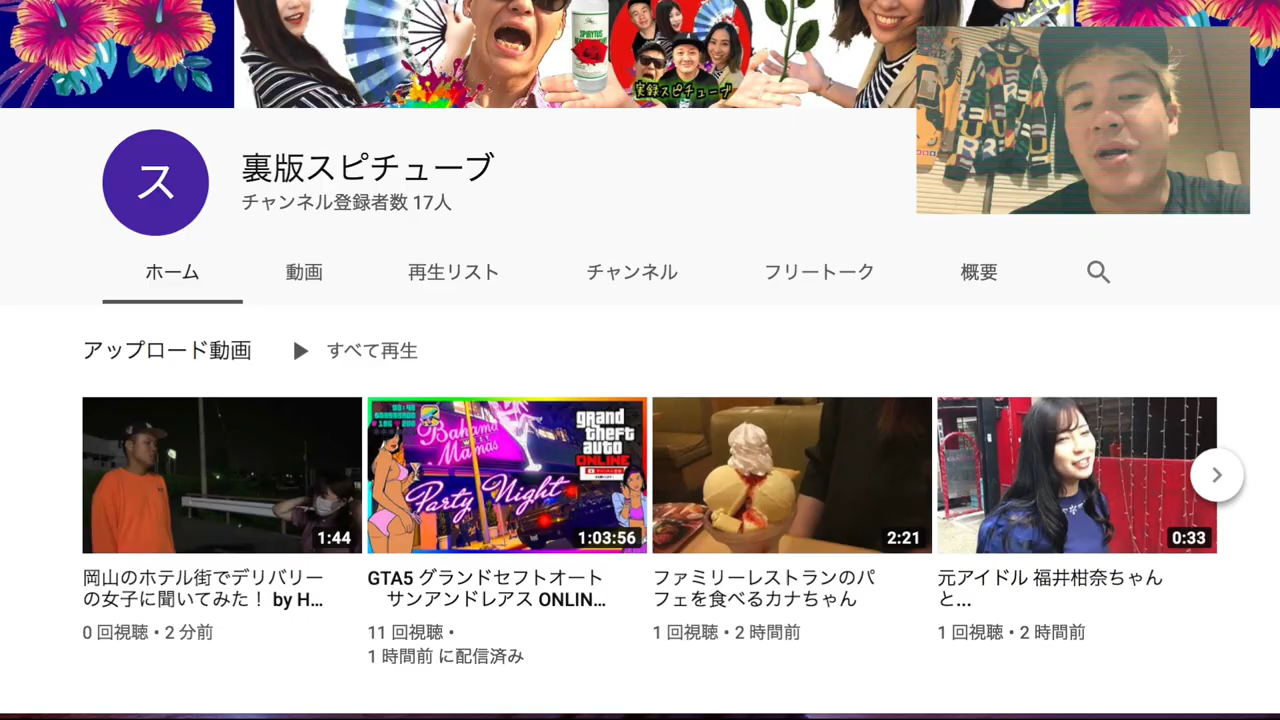 SPIRYTUS
実録スピチューブ
ス
裏版スピチューブ
チャンネル登録者数 17人
ホーム
動画
再生リスト
チャンネル
フリートーク
概要
アップロード動画
すべて再生
Bahama
Mamas
Party Night
grand
theft
auto
ONLINE
1:44
1:03:56
2:21
0:33
岡山のホテル街でデリバリー
の女子に聞いてみた！ by H...
0 回視聴・2 分前
GTA5 グランドセフトオート
サンアンドレアス ONLIN...
11 回視聴・
1 時間前 に配信済み
ファミリーレストランのパ
フェを食べるカナちゃん
1 回視聴・2 時間前
元アイドル 福井柑奈ちゃん
と...
1 回視聴・2 時間前